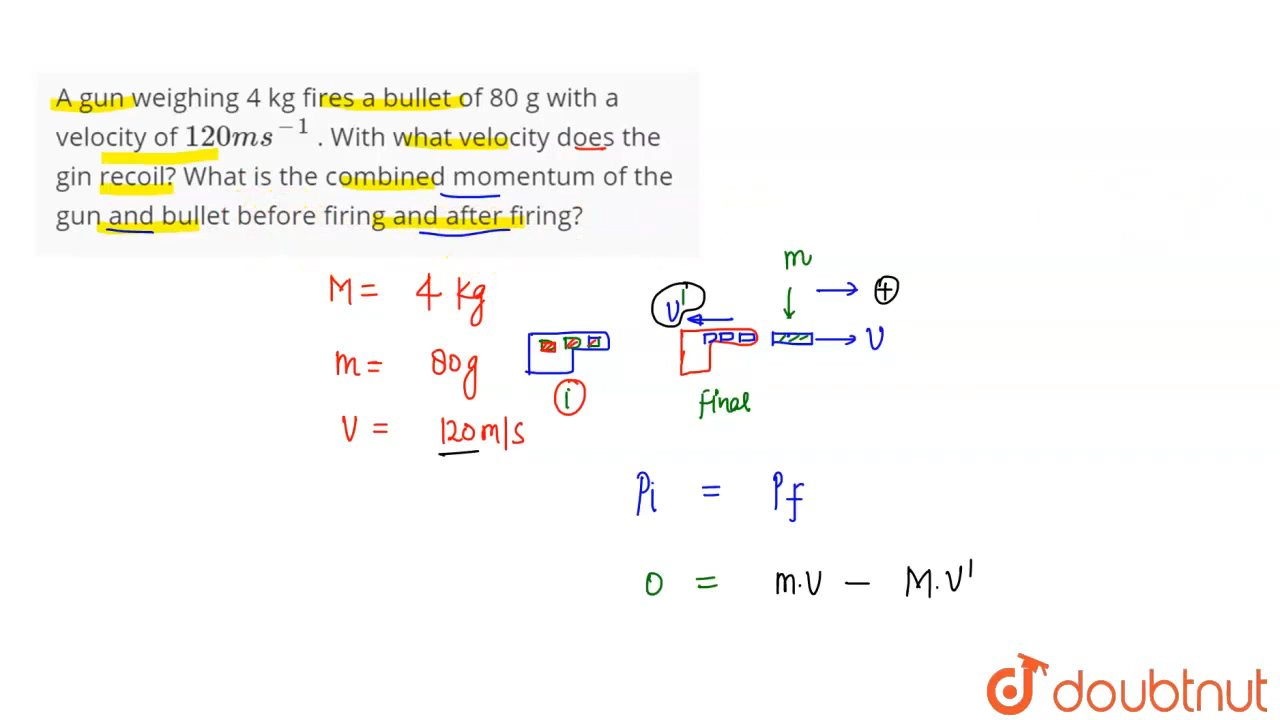 A gun weighing 4 kg fires a bullet of 80 g with a
velocity of 120ms⁻¹ . With what velocity does the
gin recoil? What is the combined momentum of the
gun and bullet before firing and after firing?
m
M = 4 kg
V' +
m = 80g
V
i
final
V = 120m/s
Pi = Pf
0 = m.V − M.V'
doubtnut